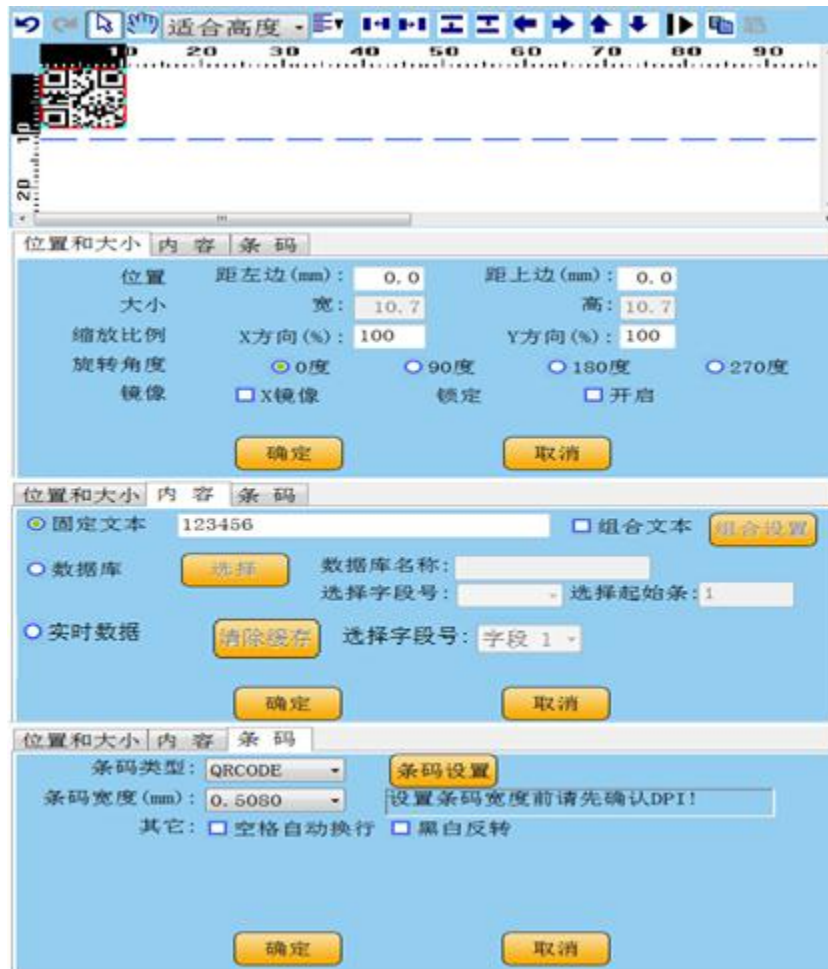 适合高度
10 20 30 40 50 60 70 80 90
10
20
位置和大小 内 容 条 码
位置 距左边(mm): 0.0 距上边(mm): 0.0
大小 宽: 10.7 高: 10.7
缩放比例 X方向(%): 100 Y方向(%): 100
旋转角度 0度 90度 180度 270度
镜像 X镜像 锁定 开启
确定 取消
位置和大小 内 容 条 码
固定文本 123456 组合文本 组合设置
数据库 选择 数据库名称:
选择字段号: 选择起始条: 1
实时数据 清除缓存 选择字段号: 字段 1
确定 取消
位置和大小 内 容 条 码
条码类型: QRCODE 条码设置
条码宽度(mm): 0.5080 设置条码宽度前请先确认DPI!
其它: 空格自动换行 黑白反转
确定 取消